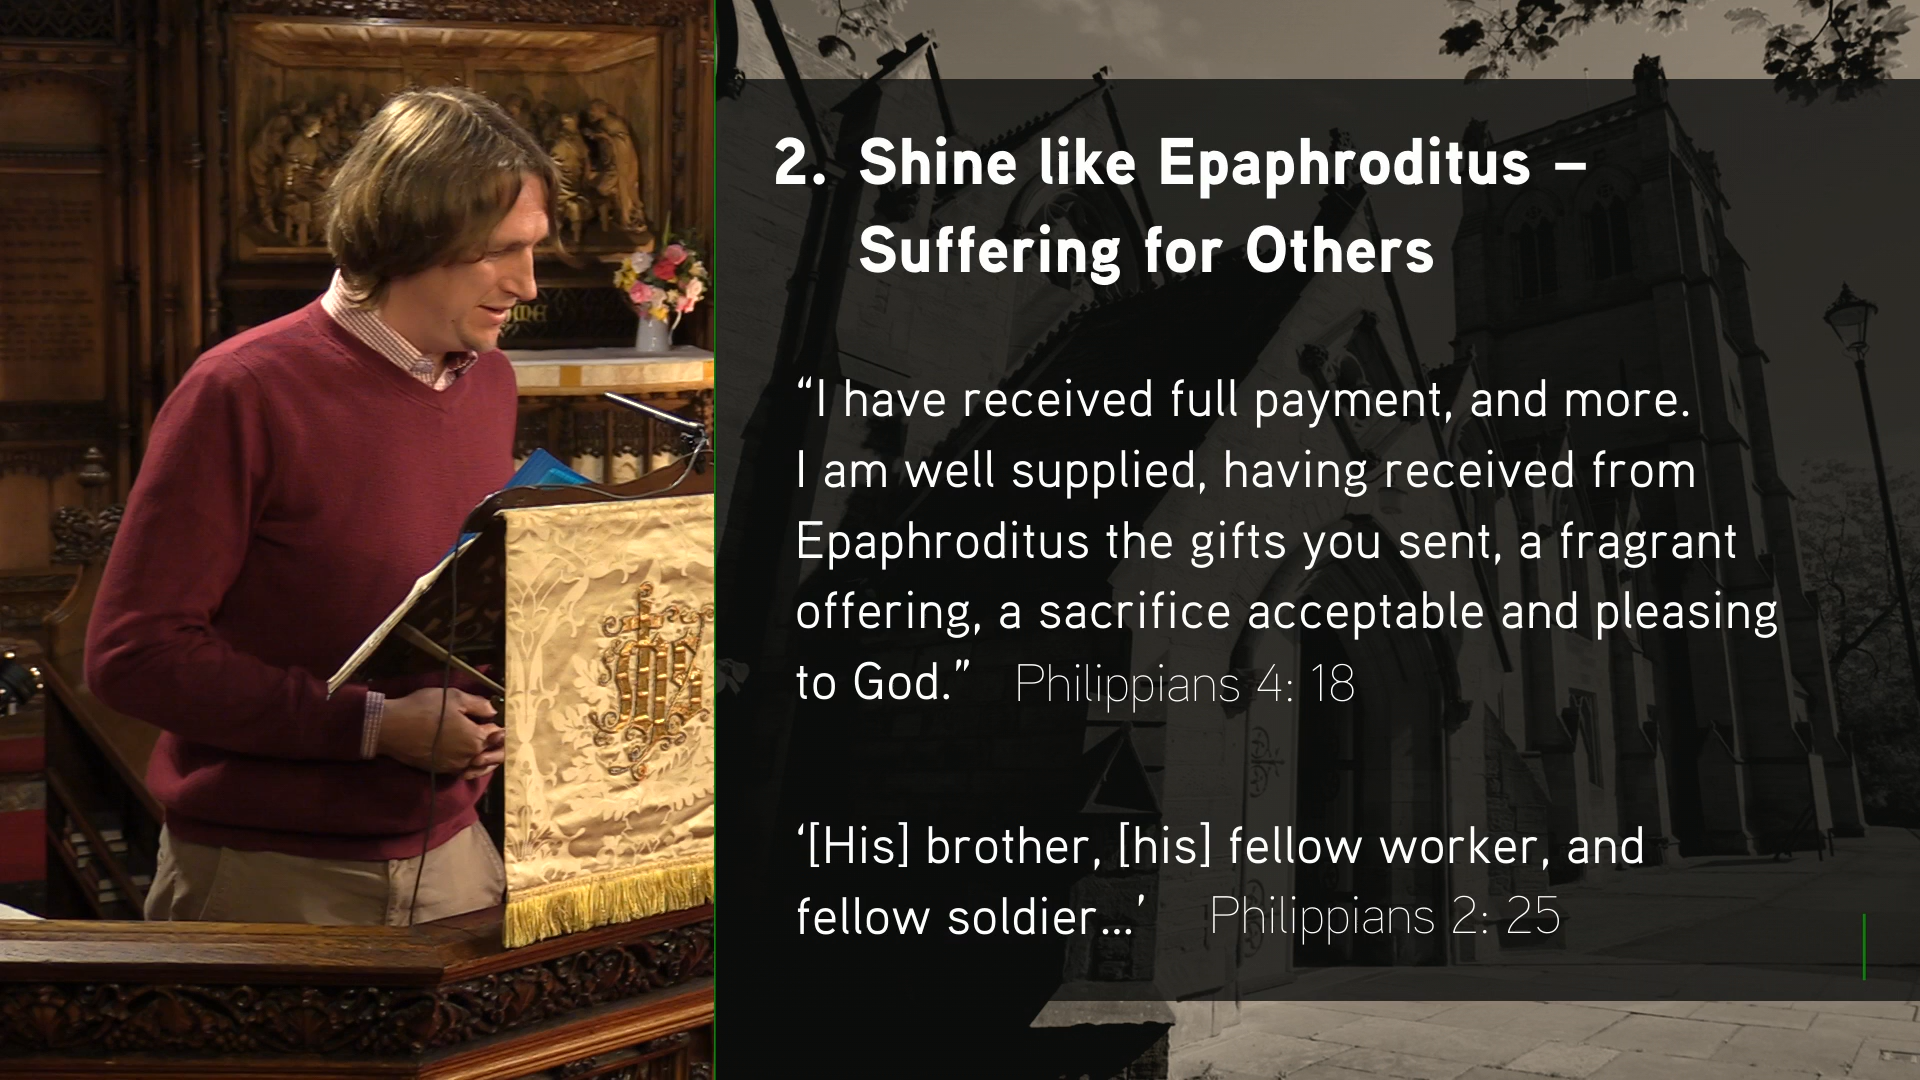 2. Shine like Epaphroditus –
Suffering for Others
“I have received full payment, and more.
I am well supplied, having received from
Epaphroditus the gifts you sent, a fragrant
offering, a sacrifice acceptable and pleasing
to God.” Philippians 4: 18
‘[His] brother, [his] fellow worker, and
fellow soldier...’ Philippians 2: 25